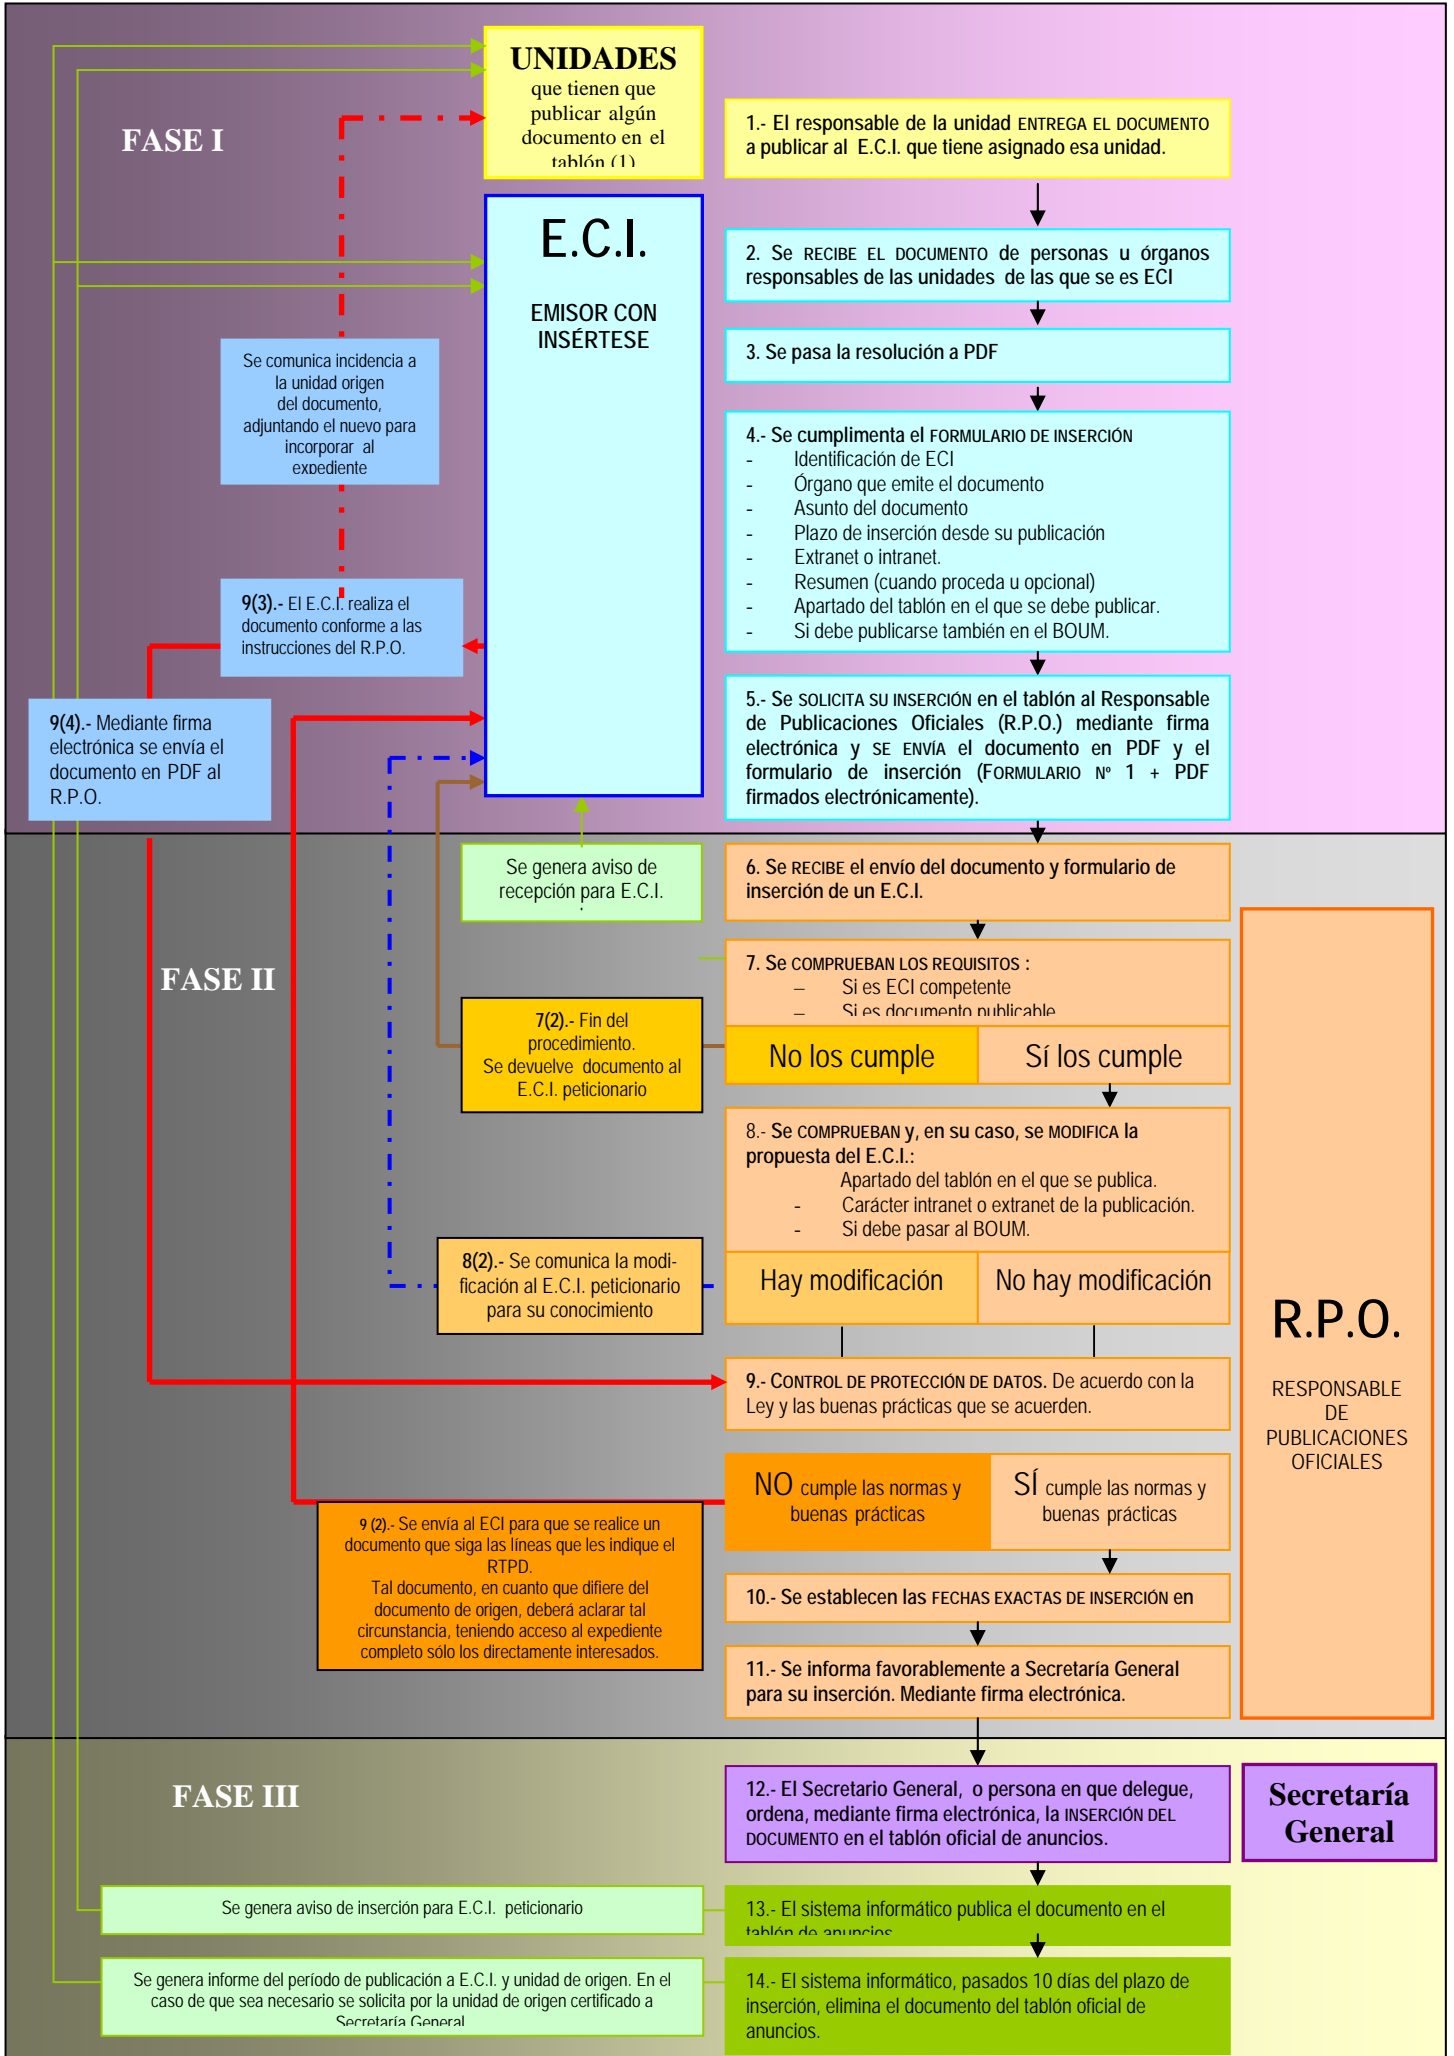 FASE I
UNIDADES
que tienen que
publicar algún
documento en el
tablón (1)
1.- El responsable de la unidad ENTREGA EL DOCUMENTO
a publicar al E.C.I. que tiene asignado esa unidad.
E.C.I.
EMISOR CON
INSÉRTESE
2. Se RECIBE EL DOCUMENTO de personas u órganos
responsables de las unidades de las que se es ECI
3. Se pasa la resolución a PDF
Se comunica incidencia a
la unidad origen
del documento,
adjuntando el nuevo para
incorporar al
expediente
4.- Se cumplimenta el FORMULARIO DE INSERCIÓN
- Identificación de ECI
- Órgano que emite el documento
- Asunto del documento
- Plazo de inserción desde su publicación
- Extranet o intranet.
- Resumen (cuando proceda u opcional)
- Apartado del tablón en el que se debe publicar.
- Si debe publicarse también en el BOUM.
9(3).- El E.C.I. realiza el
documento conforme a las
instrucciones del R.P.O.
9(4).- Mediante firma
electrónica se envía el
documento en PDF al
R.P.O.
5.- Se SOLICITA SU INSERCIÓN en el tablón al Responsable
de Publicaciones Oficiales (R.P.O.) mediante firma
electrónica y SE ENVÍA el documento en PDF y el
formulario de inserción (FORMULARIO Nº 1 + PDF
firmados electrónicamente).
FASE II
Se genera aviso de
recepción para E.C.I.
.
6. Se RECIBE el envío del documento y formulario de
inserción de un E.C.I.
7. Se COMPRUEBAN LOS REQUISITOS :
– Si es ECI competente
– Si es documento publicable
No los cumple
Sí los cumple
7(2).- Fin del
procedimiento.
Se devuelve documento al
E.C.I. peticionario
8.- Se COMPRUEBAN y, en su caso, se MODIFICA la
propuesta del E.C.I.:
Apartado del tablón en el que se publica.
- Carácter intranet o extranet de la publicación.
- Si debe pasar al BOUM.
Hay modificación
No hay modificación
8(2).- Se comunica la modi-
ficación al E.C.I. peticionario
para su conocimiento
R.P.O.
RESPONSABLE
DE
PUBLICACIONES
OFICIALES
9.- CONTROL DE PROTECCIÓN DE DATOS. De acuerdo con la
Ley y las buenas prácticas que se acuerden.
NO cumple las normas y
buenas prácticas
SÍ cumple las normas y
buenas prácticas
9 (2).- Se envía al ECI para que se realice un
documento que siga las líneas que les indique el
RTPD.
Tal documento, en cuanto que difiere del
documento de origen, deberá aclarar tal
circunstancia, teniendo acceso al expediente
completo sólo los directamente interesados.
10.- Se establecen las FECHAS EXACTAS DE INSERCIÓN en
11.- Se informa favorablemente a Secretaría General
para su inserción. Mediante firma electrónica.
FASE III
12.- El Secretario General, o persona en que delegue,
ordena, mediante firma electrónica, la INSERCIÓN DEL
DOCUMENTO en el tablón oficial de anuncios.
Secretaría
General
Se genera aviso de inserción para E.C.I. peticionario
13.- El sistema informático publica el documento en el
tablón de anuncios
Se genera informe del período de publicación a E.C.I. y unidad de origen. En el
caso de que sea necesario se solicita por la unidad de origen certificado a
Secretaría General
14.- El sistema informático, pasados 10 días del plazo de
inserción, elimina el documento del tablón oficial de
anuncios.